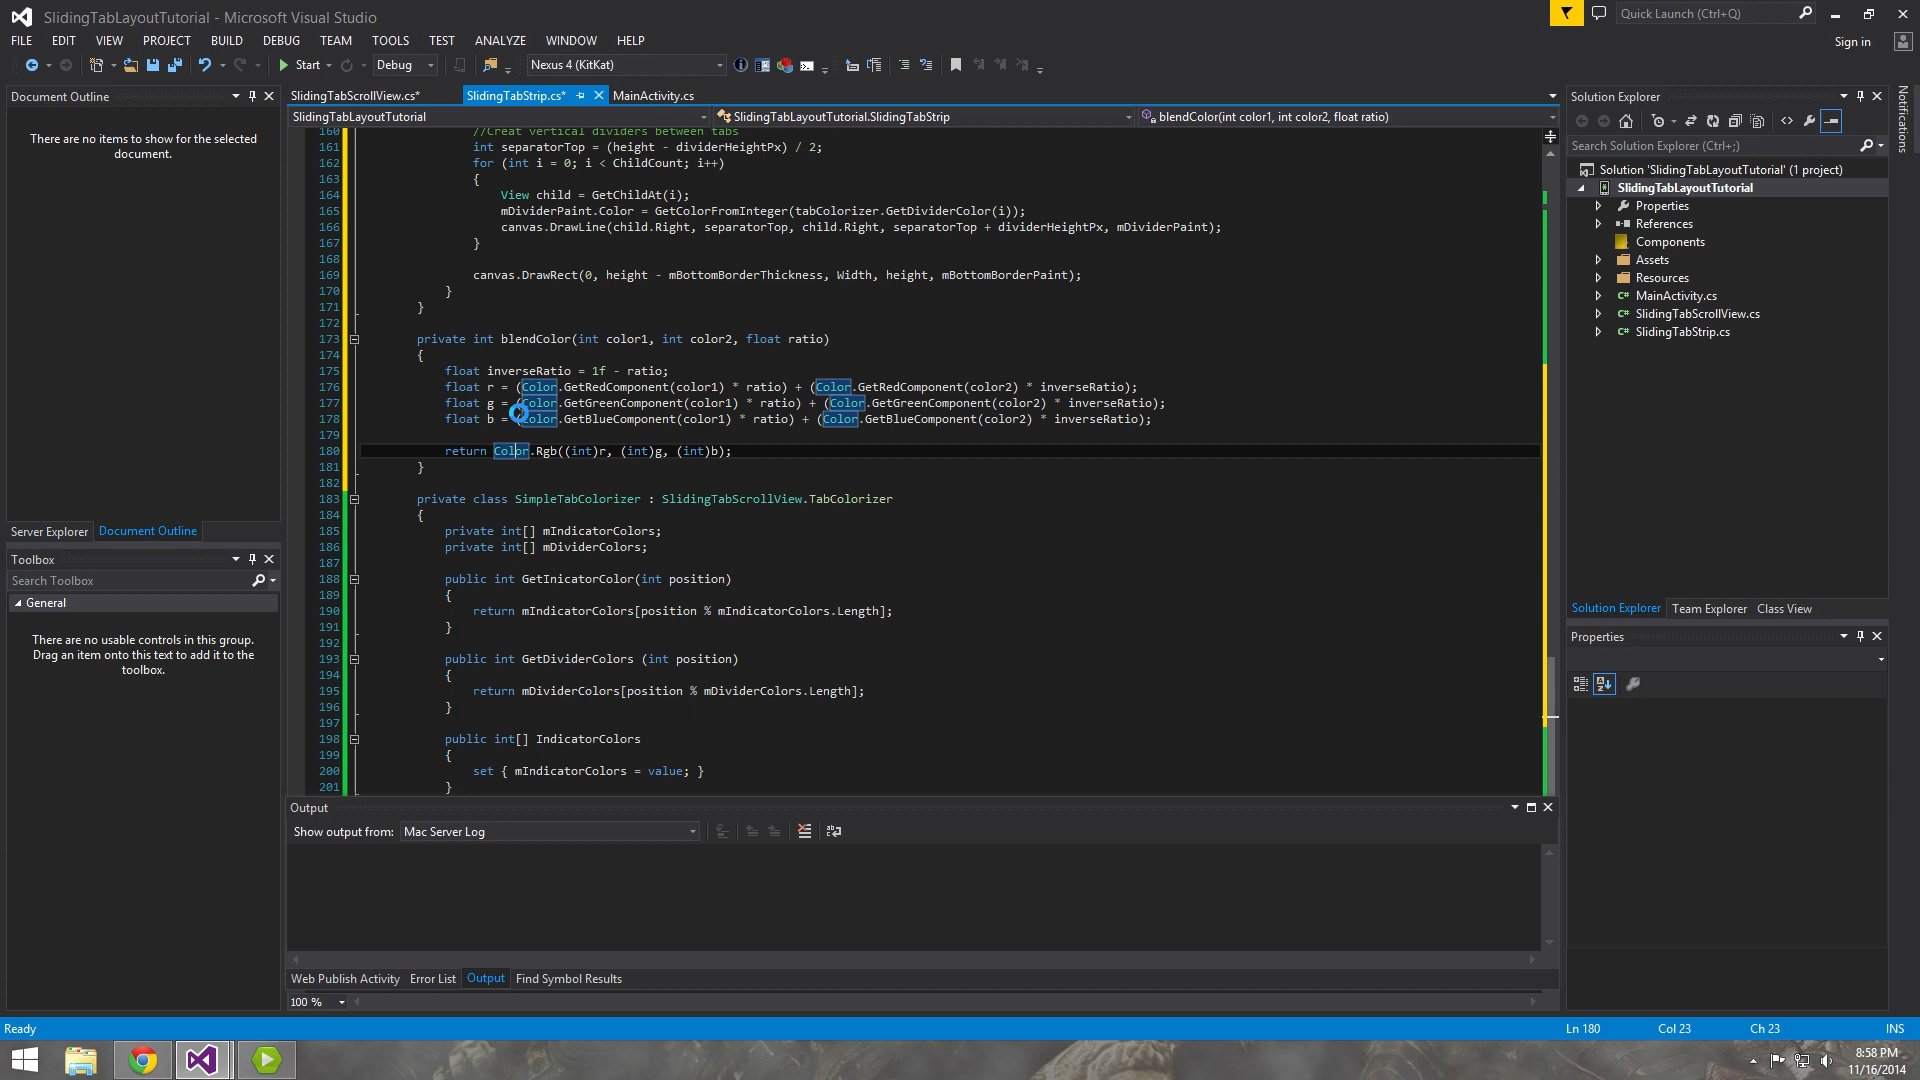 SlidingTabLayoutTutorial - Microsoft Visual Studio
Quick Launch (Ctrl+Q)
FILE EDIT VIEW PROJECT BUILD DEBUG TEAM TOOLS TEST ANALYZE WINDOW HELP
Sign in
Start Debug Nexus 4 (KitKat)
Document Outline
There are no items to show for the selected
document.
Server Explorer Document Outline
Toolbox
Search Toolbox
General
There are no usable controls in this group.
Drag an item onto this text to add it to the
toolbox.
SlidingTabScrollView.cs* SlidingTabStrip.cs* MainActivity.cs
SlidingTabLayoutTutorial SlidingTabLayoutTutorial.SlidingTabStrip blendColor(int color1, int color2, float ratio)
160 //Creat vertical dividers between tabs
161 int separatorTop = (height - dividerHeightPx) / 2;
162 for (int i = 0; i < ChildCount; i++)
163 {
164 View child = GetChildAt(i);
165 mDividerPaint.Color = GetColorFromInteger(tabColorizer.GetDividerColor(i));
166 canvas.DrawLine(child.Right, separatorTop, child.Right, separatorTop + dividerHeightPx, mDividerPaint);
167 }
168
169 canvas.DrawRect(0, height - mBottomBorderThickness, Width, height, mBottomBorderPaint);
170 }
171 }
172
173 private int blendColor(int color1, int color2, float ratio)
174 {
175 float inverseRatio = 1f - ratio;
176 float r = (Color.GetRedComponent(color1) * ratio) + (Color.GetRedComponent(color2) * inverseRatio);
177 float g = (Color.GetGreenComponent(color1) * ratio) + (Color.GetGreenComponent(color2) * inverseRatio);
178 float b = (Color.GetBlueComponent(color1) * ratio) + (Color.GetBlueComponent(color2) * inverseRatio);
179
180 return Color.Rgb((int)r, (int)g, (int)b);
181 }
182
183 private class SimpleTabColorizer : SlidingTabScrollView.TabColorizer
184 {
185 private int[] mIndicatorColors;
186 private int[] mDividerColors;
187
188 public int GetInicatorColor(int position)
189 {
190 return mIndicatorColors[position % mIndicatorColors.Length];
191 }
192
193 public int GetDividerColors (int position)
194 {
195 return mDividerColors[position % mDividerColors.Length];
196 }
197
198 public int[] IndicatorColors
199 {
200 set { mIndicatorColors = value; }
201 }
Output
Show output from: Mac Server Log
Web Publish Activity Error List Output Find Symbol Results
100 %
Solution Explorer
Search Solution Explorer (Ctrl+;)
Solution 'SlidingTabLayoutTutorial' (1 project)
SlidingTabLayoutTutorial
Properties
References
Components
Assets
Resources
C# MainActivity.cs
C# SlidingTabScrollView.cs
C# SlidingTabStrip.cs
Solution Explorer Team Explorer Class View
Properties
Notifications
Ready Ln 180 Col 23 Ch 23 INS
8:58 PM
11/16/2014